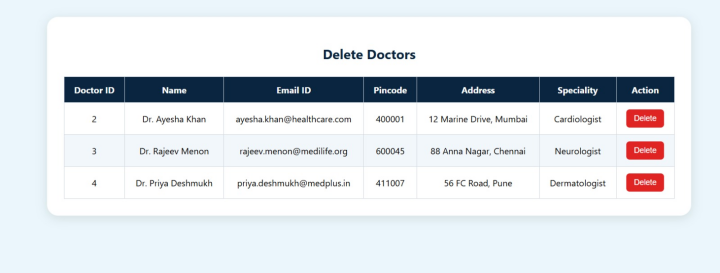 Delete Doctors
Doctor ID Name Email ID Pincode Address Speciality Action
2 Dr. Ayesha Khan ayesha.khan@healthcare.com 400001 12 Marine Drive, Mumbai Cardiologist Delete
3 Dr. Rajeev Menon rajeev.menon@medilife.org 600045 88 Anna Nagar, Chennai Neurologist Delete
4 Dr. Priya Deshmukh priya.deshmukh@medplus.in 411007 56 FC Road, Pune Dermatologist Delete